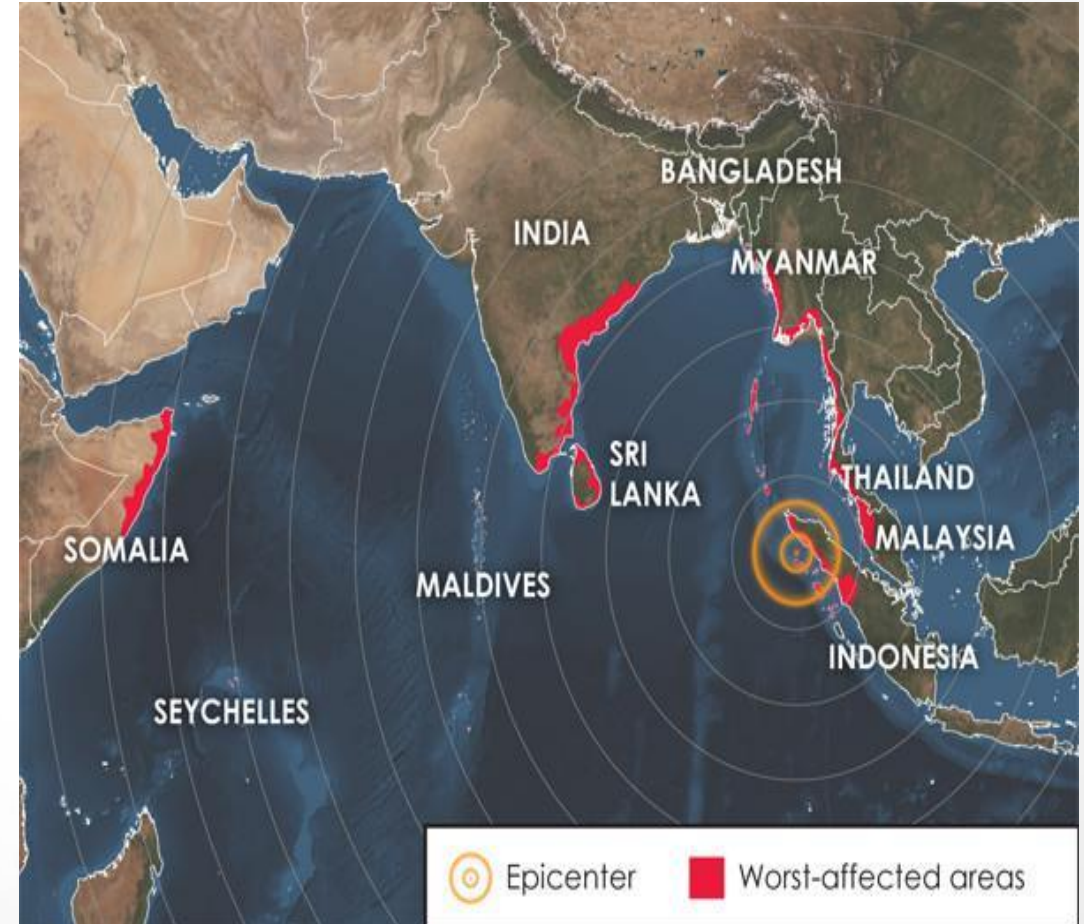 BANGLADESH
INDIA
MYANMAR
SRI
LANKA
THAILAND
MALAYSIA
SOMALIA
MALDIVES
INDONESIA
SEYCHELLES
Epicenter
Worst-affected areas